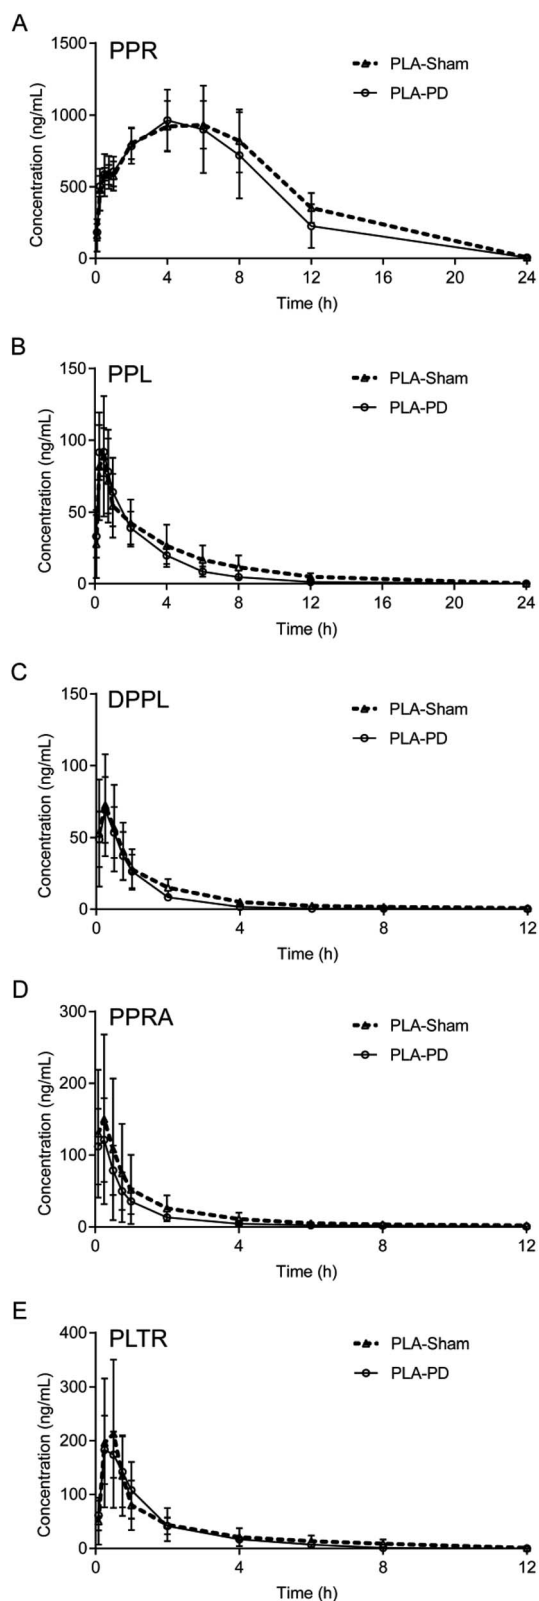 A
PPR
1500
1000
500
0
Concentration (ng/mL)
PLA-Sham
PLA-PD
0 4 8 12 16 20 24
Time (h)
B
PPL
150
100
50
0
Concentration (ng/mL)
PLA-Sham
PLA-PD
0 4 8 12 16 20 24
Time (h)
C
DPPL
150
100
50
0
Concentration (ng/mL)
PLA-Sham
PLA-PD
0 4 8 12
Time (h)
D
PPRA
300
200
100
0
Concentration (ng/mL)
PLA-Sham
PLA-PD
0 4 8 12
Time (h)
E
PLTR
400
300
200
100
0
Concentration (ng/mL)
PLA-Sham
PLA-PD
0 4 8 12
Time (h)